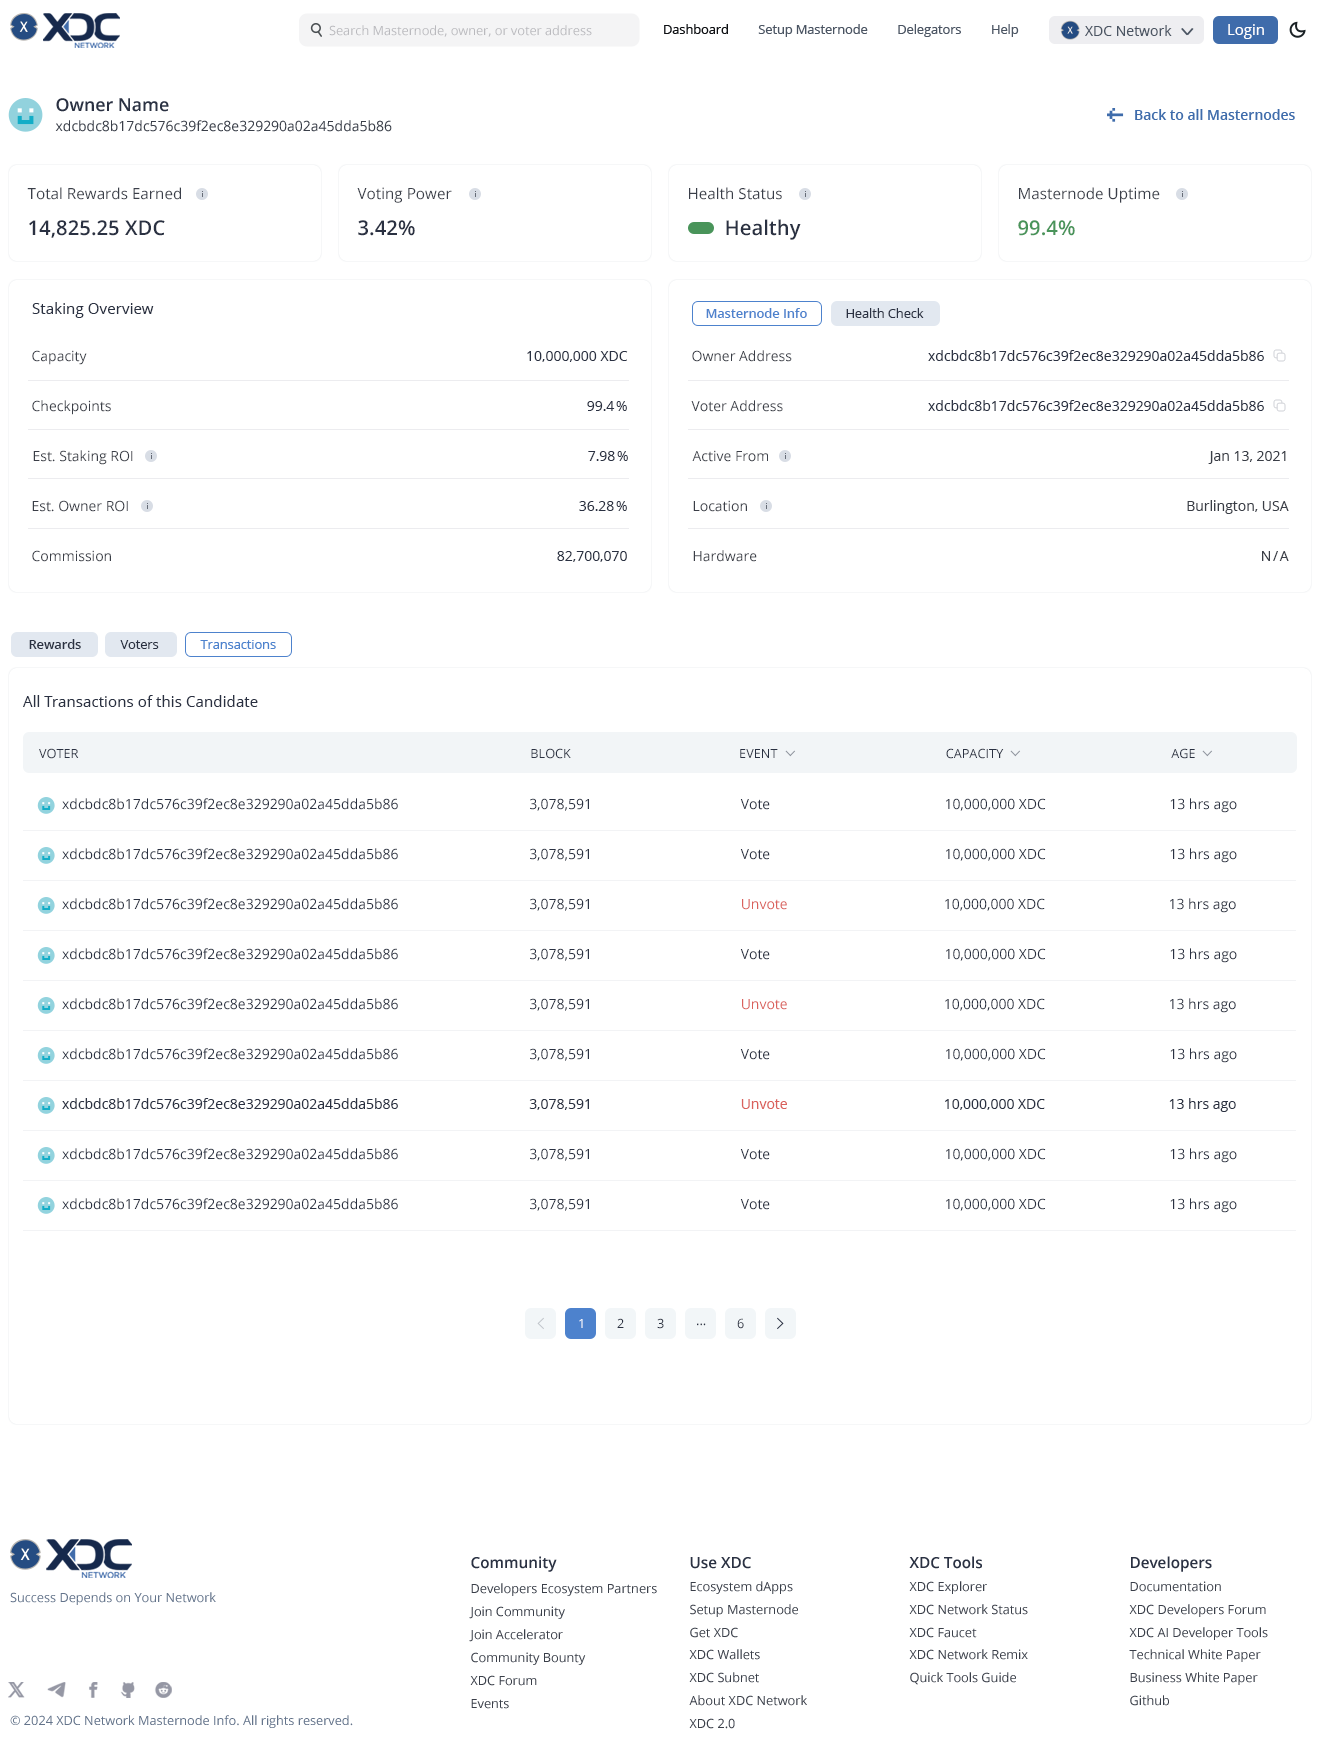 XDC
NETWORK
Search Masternode, owner, or voter address
Dashboard
Setup Masternode
Delegators
Help
XDC Network
Login
Owner Name
xdcbdc8b17dc576c39f2ec8e329290a02a45dda5b86
Back to all Masternodes
Total Rewards Earned
14,825.25 XDC
Voting Power
3.42%
Health Status
Healthy
Masternode Uptime
99.4%
Staking Overview
Capacity 10,000,000 XDC
Checkpoints 99.4%
Est. Staking ROI 7.98%
Est. Owner ROI 36.28%
Commission 82,700,070
Masternode Info Health Check
Owner Address xdcbdc8b17dc576c39f2ec8e329290a02a45dda5b86
Voter Address xdcbdc8b17dc576c39f2ec8e329290a02a45dda5b86
Active From Jan 13, 2021
Location Burlington, USA
Hardware N/A
Rewards Voters Transactions
All Transactions of this Candidate
VOTER BLOCK EVENT CAPACITY AGE
xdcbdc8b17dc576c39f2ec8e329290a02a45dda5b86 3,078,591 Vote 10,000,000 XDC 13 hrs ago
xdcbdc8b17dc576c39f2ec8e329290a02a45dda5b86 3,078,591 Vote 10,000,000 XDC 13 hrs ago
xdcbdc8b17dc576c39f2ec8e329290a02a45dda5b86 3,078,591 Unvote 10,000,000 XDC 13 hrs ago
xdcbdc8b17dc576c39f2ec8e329290a02a45dda5b86 3,078,591 Vote 10,000,000 XDC 13 hrs ago
xdcbdc8b17dc576c39f2ec8e329290a02a45dda5b86 3,078,591 Unvote 10,000,000 XDC 13 hrs ago
xdcbdc8b17dc576c39f2ec8e329290a02a45dda5b86 3,078,591 Vote 10,000,000 XDC 13 hrs ago
xdcbdc8b17dc576c39f2ec8e329290a02a45dda5b86 3,078,591 Unvote 10,000,000 XDC 13 hrs ago
xdcbdc8b17dc576c39f2ec8e329290a02a45dda5b86 3,078,591 Vote 10,000,000 XDC 13 hrs ago
xdcbdc8b17dc576c39f2ec8e329290a02a45dda5b86 3,078,591 Vote 10,000,000 XDC 13 hrs ago
1 2 3 ... 6
XDC
NETWORK
Success Depends on Your Network
© 2024 XDC Network Masternode Info. All rights reserved.
Community
Developers Ecosystem Partners
Join Community
Join Accelerator
Community Bounty
XDC Forum
Events
Use XDC
Ecosystem dApps
Setup Masternode
Get XDC
XDC Wallets
XDC Subnet
About XDC Network
XDC 2.0
XDC Tools
XDC Explorer
XDC Network Status
XDC Faucet
XDC Network Remix
Quick Tools Guide
Developers
Documentation
XDC Developers Forum
XDC AI Developer Tools
Technical White Paper
Business White Paper
Github